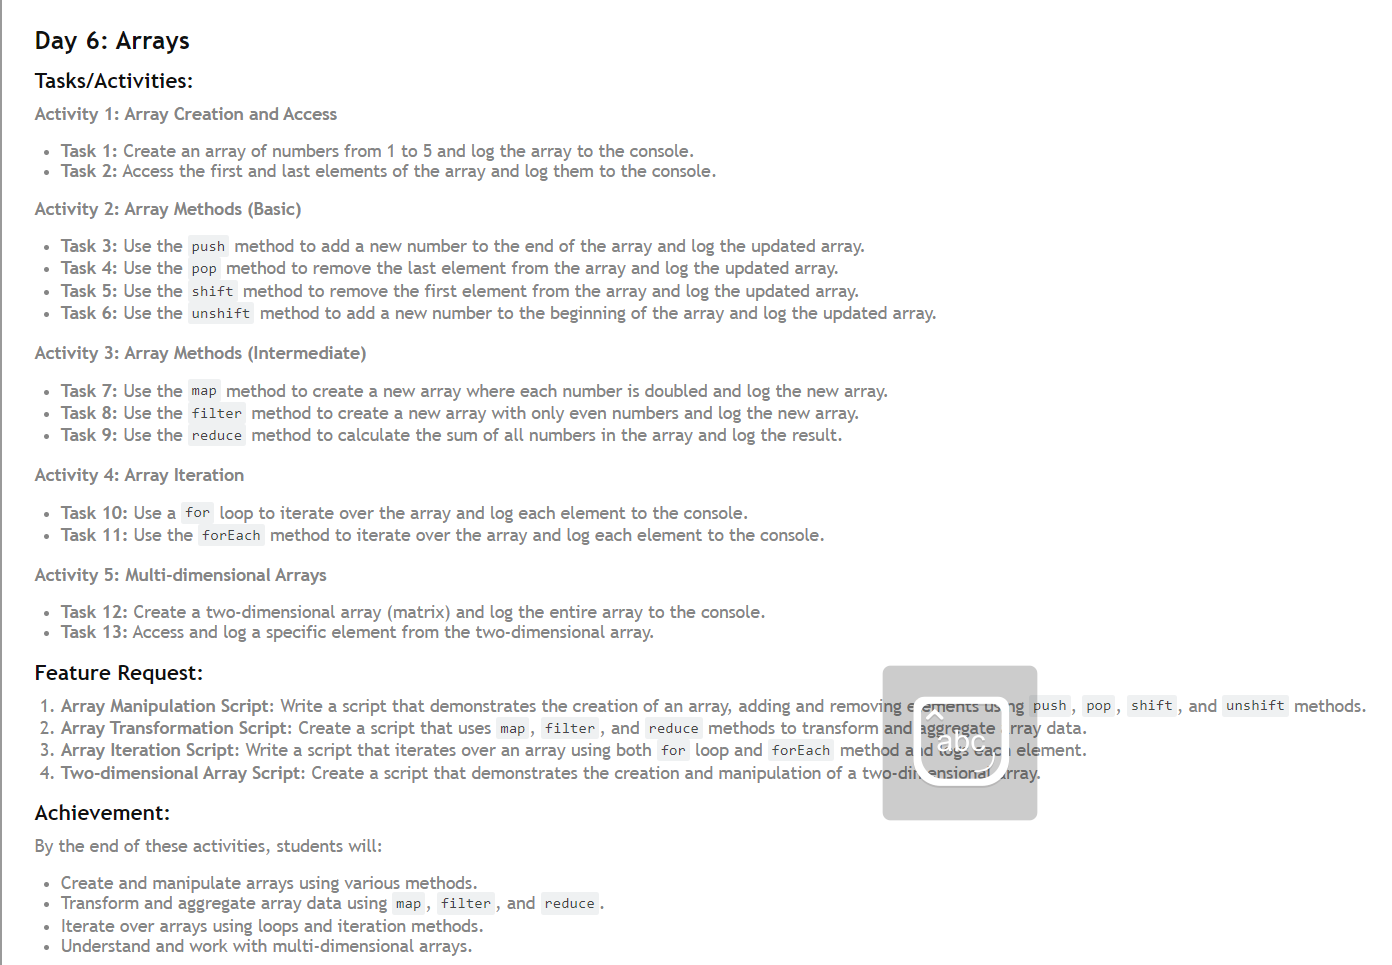 Day 6: Arrays
Tasks/Activities:
Activity 1: Array Creation and Access
• Task 1: Create an array of numbers from 1 to 5 and log the array to the console.
• Task 2: Access the first and last elements of the array and log them to the console.
Activity 2: Array Methods (Basic)
• Task 3: Use the push method to add a new number to the end of the array and log the updated array.
• Task 4: Use the pop method to remove the last element from the array and log the updated array.
• Task 5: Use the shift method to remove the first element from the array and log the updated array.
• Task 6: Use the unshift method to add a new number to the beginning of the array and log the updated array.
Activity 3: Array Methods (Intermediate)
• Task 7: Use the map method to create a new array where each number is doubled and log the new array.
• Task 8: Use the filter method to create a new array with only even numbers and log the new array.
• Task 9: Use the reduce method to calculate the sum of all numbers in the array and log the result.
Activity 4: Array Iteration
• Task 10: Use a for loop to iterate over the array and log each element to the console.
• Task 11: Use the forEach method to iterate over the array and log each element to the console.
Activity 5: Multi-dimensional Arrays
• Task 12: Create a two-dimensional array (matrix) and log the entire array to the console.
• Task 13: Access and log a specific element from the two-dimensional array.
Feature Request:
1. Array Manipulation Script: Write a script that demonstrates the creation of an array, adding and removing elements using push, pop, shift, and unshift methods.
2. Array Transformation Script: Create a script that uses map, filter, and reduce methods to transform and aggregate array data.
3. Array Iteration Script: Write a script that iterates over an array using both for loop and forEach method and logs each element.
4. Two-dimensional Array Script: Create a script that demonstrates the creation and manipulation of a two-dimensional array.
abc
Achievement:
By the end of these activities, students will:
• Create and manipulate arrays using various methods.
• Transform and aggregate array data using map, filter, and reduce.
• Iterate over arrays using loops and iteration methods.
• Understand and work with multi-dimensional arrays.